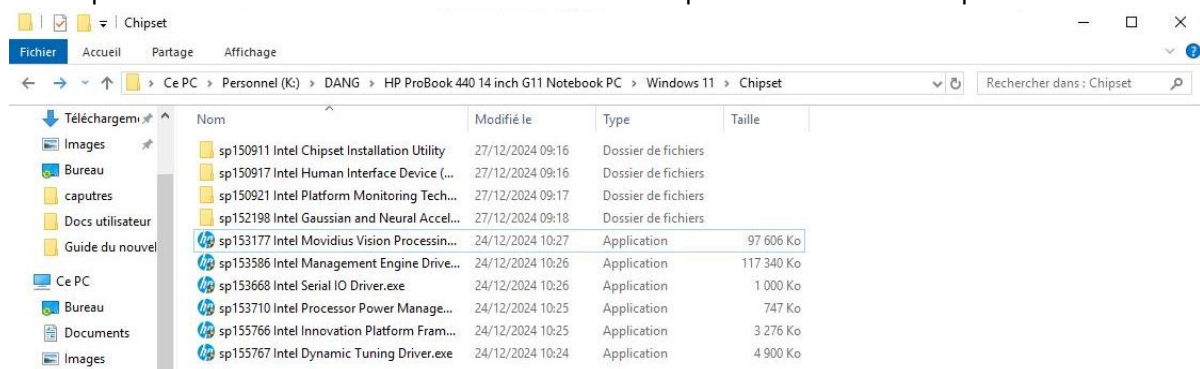 Chipset
Fichier Accueil Partage Affichage
Ce PC > Personnel (K:) > DANG > HP ProBook 440 14 inch G11 Notebook PC > Windows 11 > Chipset Rechercher dans : Chipset
Téléchargeme Nom Modifié le Type Taille
Images sp150911 Intel Chipset Installation Utility 27/12/2024 09:16 Dossier de fichiers
Bureau sp150917 Intel Human Interface Device (... 27/12/2024 09:16 Dossier de fichiers
caputres sp150921 Intel Platform Monitoring Tech... 27/12/2024 09:17 Dossier de fichiers
Docs utilisateur sp152198 Intel Gaussian and Neural Accel... 27/12/2024 09:18 Dossier de fichiers
Guide du nouvel sp153177 Intel Movidius Vision Processin... 24/12/2024 10:27 Application 97 606 Ko
Ce PC sp153586 Intel Management Engine Drive... 24/12/2024 10:26 Application 117 340 Ko
sp153668 Intel Serial IO Driver.exe 24/12/2024 10:26 Application 1 000 Ko
Bureau sp153710 Intel Processor Power Manage... 24/12/2024 10:25 Application 747 Ko
Documents sp155766 Intel Innovation Platform Fram... 24/12/2024 10:25 Application 3 276 Ko
Images sp155767 Intel Dynamic Tuning Driver.exe 24/12/2024 10:24 Application 4 900 Ko